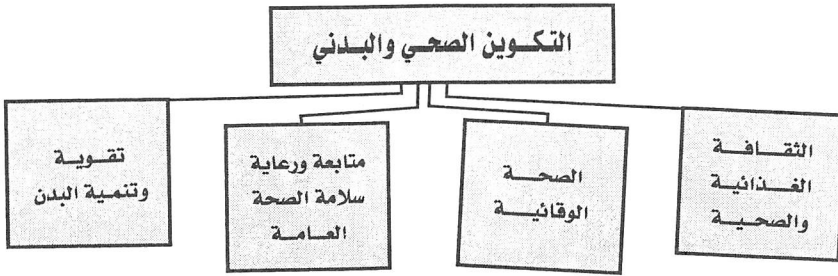 التكوين الصحي والبدني
الثقافة
الغذائية
والصحية
الصحة
الوقائية
متابعة ورعاية
سلامة الصحة
العامة
تقوية
وتنمية البدن